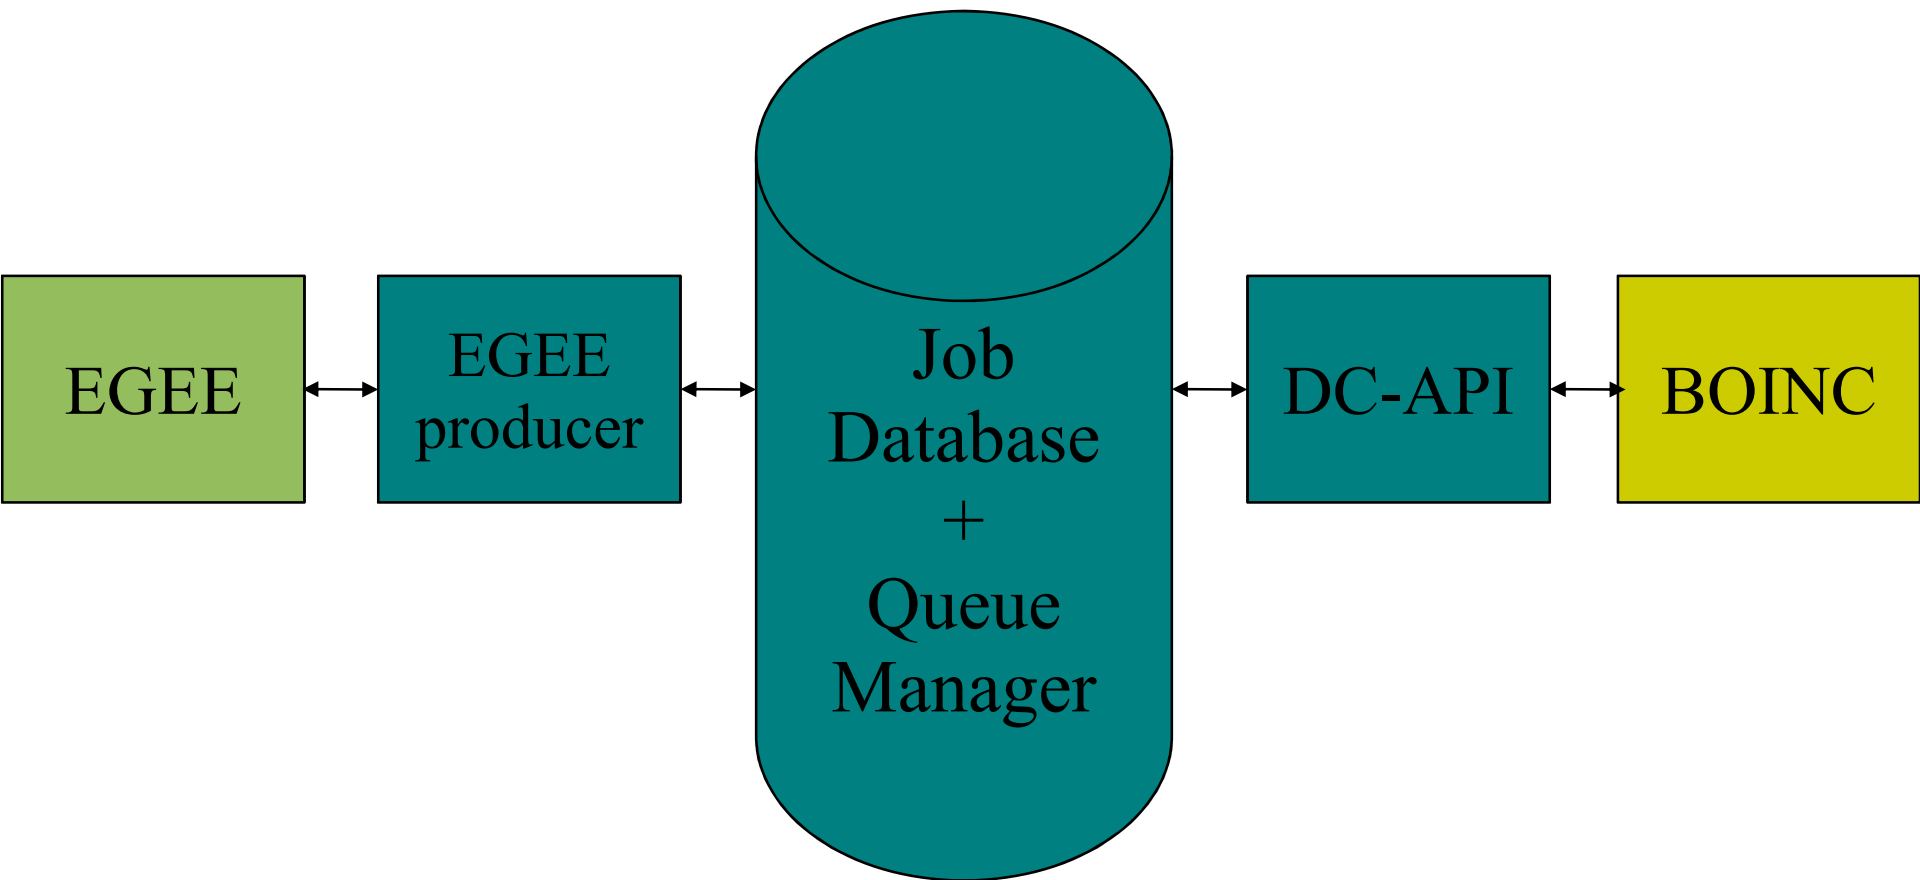 EGEE
EGEE
producer
Job
Database
+
Queue
Manager
DC-API
BOINC